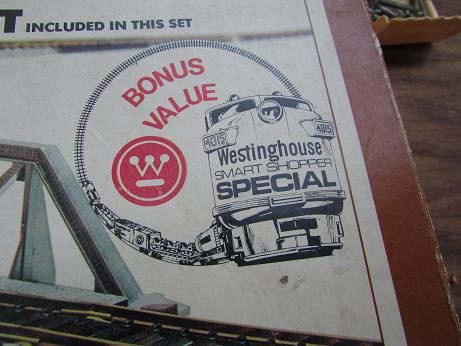 T INCLUDED IN THIS SET
BONUS
VALUE
4015
4015
Westinghouse
SMART SHOPPER
SPECIAL
W